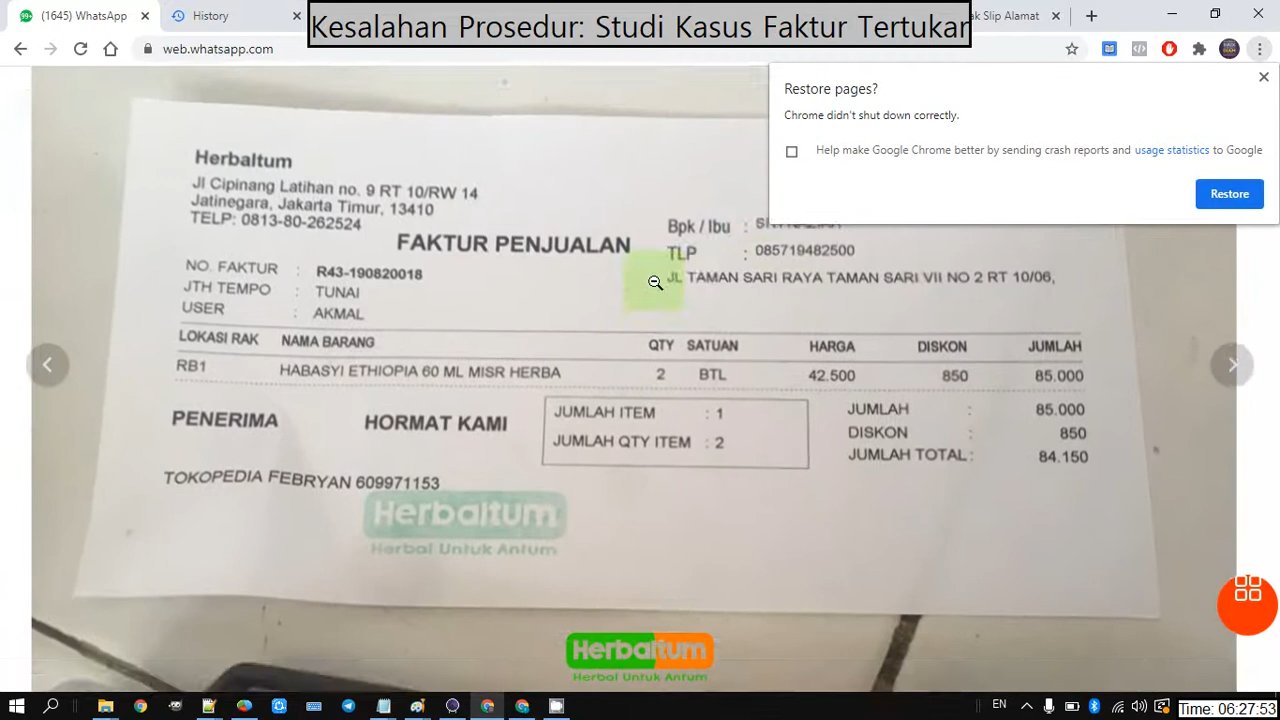 (1645) WhatsApp
History
Kesalahan Prosedur: Studi Kasus Faktur Tertukar
ak Slip Alamat
web.whatsapp.com
Restore pages?
Chrome didn't shut down correctly.
Help make Google Chrome better by sending crash reports and usage statistics to Google
Restore
Herbaltum
Jl Cipinang Latihan no. 9 RT 10/RW 14
Jatinegara, Jakarta Timur, 13410
TELP: 0813-80-262524
FAKTUR PENJUALAN
Bpk / Ibu :
TLP : 085719482500
JL TAMAN SARI RAYA TAMAN SARI VII NO 2 RT 10/06,
NO. FAKTUR : R43-190820018
JTH TEMPO : TUNAI
USER : AKMAL
LOKASI RAK NAMA BARANG QTY SATUAN HARGA DISKON JUMLAH
RB1 HABASYI ETHIOPIA 60 ML MISR HERBA 2 BTL 42.500 850 85.000
PENERIMA HORMAT KAMI
JUMLAH ITEM : 1
JUMLAH QTY ITEM : 2
JUMLAH : 85.000
DISKON : 850
JUMLAH TOTAL : 84.150
TOKOPEDIA FEBRYAN 609971153
Herbaltum
Herbal Untuk Antum
Herbaltum
Herbal Untuk Antum
EN
Time: 06:27:53